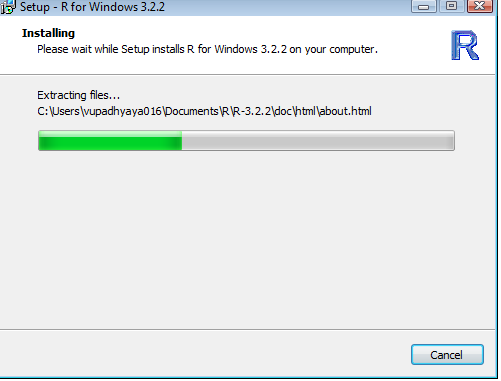 Setup - R for Windows 3.2.2
Installing
Please wait while Setup installs R for Windows 3.2.2 on your computer.
R
Extracting files...
C:\Users\vupadhyaya016\Documents\R\R-3.2.2\doc\html\about.html
Cancel